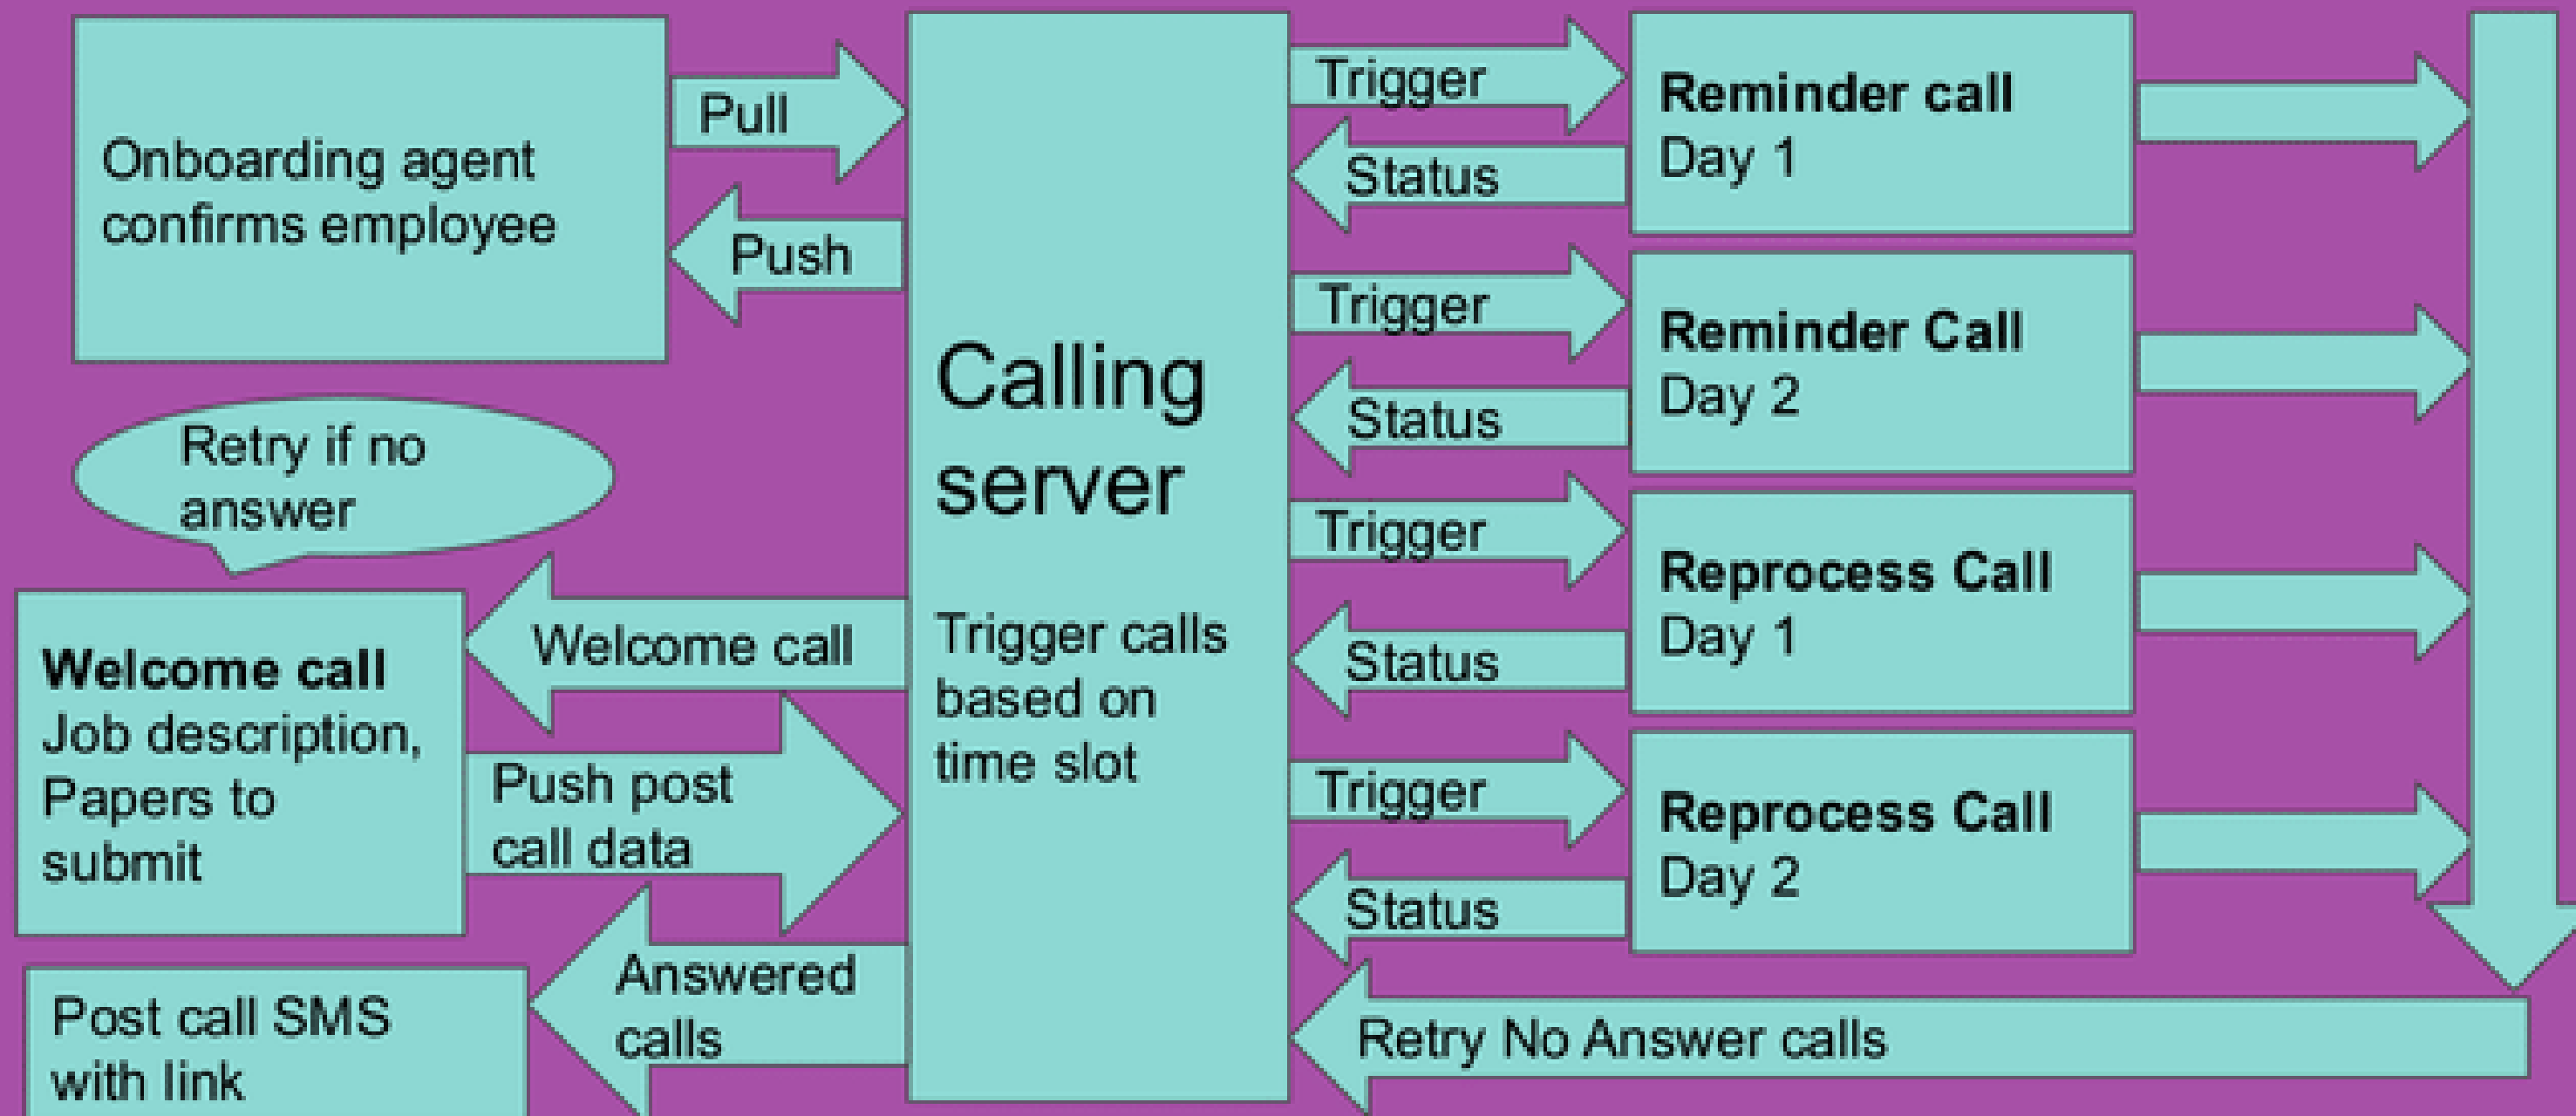 Onboarding agent
confirms employee
Pull
Push
Retry if no
answer
Welcome call
Job description,
Papers to
submit
Welcome call
Push post
call data
Answered
calls
Post call SMS
with link
Calling
server
Trigger calls
based on
time slot
Trigger
Status
Reminder call
Day 1
Trigger
Status
Reminder Call
Day 2
Trigger
Status
Reprocess Call
Day 1
Trigger
Status
Reprocess Call
Day 2
Retry No Answer calls